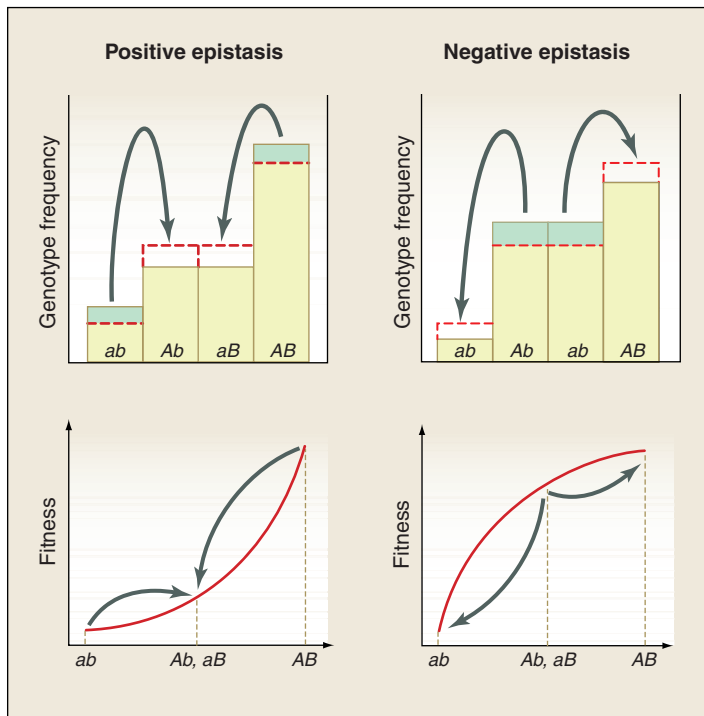 Positive epistasis
Negative epistasis
Genotype frequency
ab Ab aB AB
Genotype frequency
ab Ab ab AB
Fitness
ab Ab, aB AB
Fitness
ab Ab, aB AB